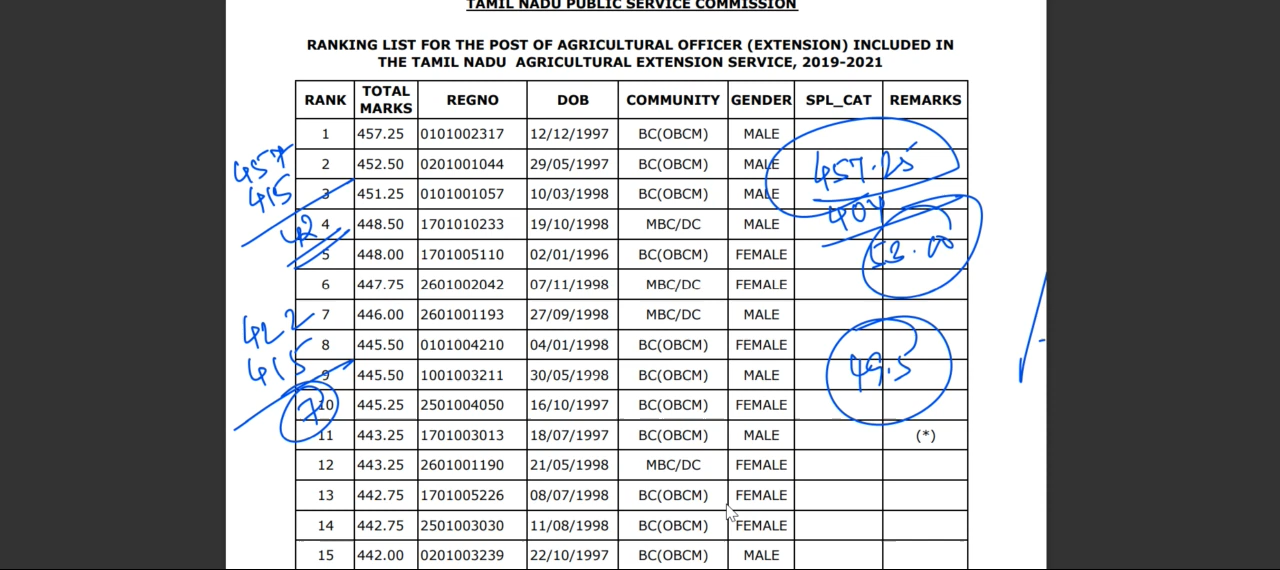 TAMIL NADU PUBLIC SERVICE COMMISSION
RANKING LIST FOR THE POST OF AGRICULTURAL OFFICER (EXTENSION) INCLUDED IN
THE TAMIL NADU AGRICULTURAL EXTENSION SERVICE, 2019-2021
RANK TOTAL MARKS REGNO DOB COMMUNITY GENDER SPL_CAT REMARKS
1 457.25 0101002317 12/12/1997 BC(OBCM) MALE
2 452.50 0201001044 29/05/1997 BC(OBCM) MALE
3 451.25 0101001057 10/03/1998 BC(OBCM) MALE
4 448.50 1701010233 19/10/1998 MBC/DC MALE
5 448.00 1701005110 02/01/1996 BC(OBCM) FEMALE
6 447.75 2601002042 07/11/1998 MBC/DC FEMALE
7 446.00 2601001193 27/09/1998 MBC/DC MALE
8 445.50 0101004210 04/01/1998 BC(OBCM) FEMALE
9 445.50 1001003211 30/05/1998 BC(OBCM) MALE
10 445.25 2501004050 16/10/1997 BC(OBCM) FEMALE
11 443.25 1701003013 18/07/1997 BC(OBCM) MALE (*)
12 443.25 2601001190 21/05/1998 MBC/DC FEMALE
13 442.75 1701005226 08/07/1998 BC(OBCM) FEMALE
14 442.75 2501003030 11/08/1998 BC(OBCM) FEMALE
15 442.00 0201003239 22/10/1997 BC(OBCM) MALE
457
415
42
422
415
7
457.25
404
53.00
49.5